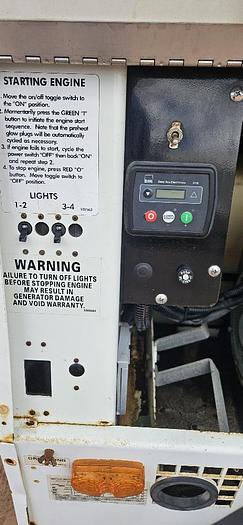 STARTING ENGINE
1. Move the on/off toggle switch to
the "ON" position.
2. Momentarily press the GREEN "I"
button to initiate the engine start
sequence. Note that the preheat
glow plugs will be automatically
cycled as necessary.
3. If engine fails to start, cycle the
power switch "OFF" then back "ON"
and repeat step 2.
4. To stop engine, press RED "O"
button. Move toggle switch to
"OFF" position.
LIGHTS
1-2 3-4
WARNING
FAILURE TO TURN OFF LIGHTS
BEFORE STOPPING ENGINE
MAY RESULT IN
GENERATOR DAMAGE
AND VOID WARRANTY.